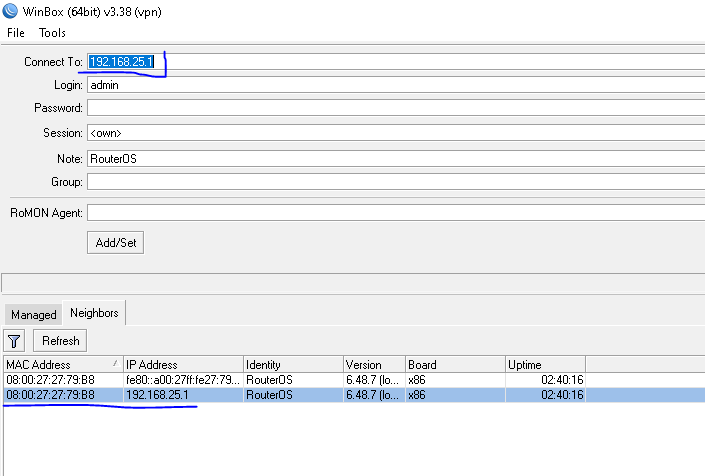 WinBox (64bit) v3.38 (vpn)
File Tools
Connect To: 192.168.25.1
Login: admin
Password:
Session: <own>
Note: RouterOS
Group:
RoMON Agent:
Add/Set
Managed Neighbors
Refresh
MAC Address IP Address Identity Version Board Uptime
08:00:27:27:79:B8 fe80::a00:27ff:fe27:79... RouterOS 6.48.7 (lo... x86 02:40:16
08:00:27:27:79:B8 192.168.25.1 RouterOS 6.48.7 (lo... x86 02:40:16